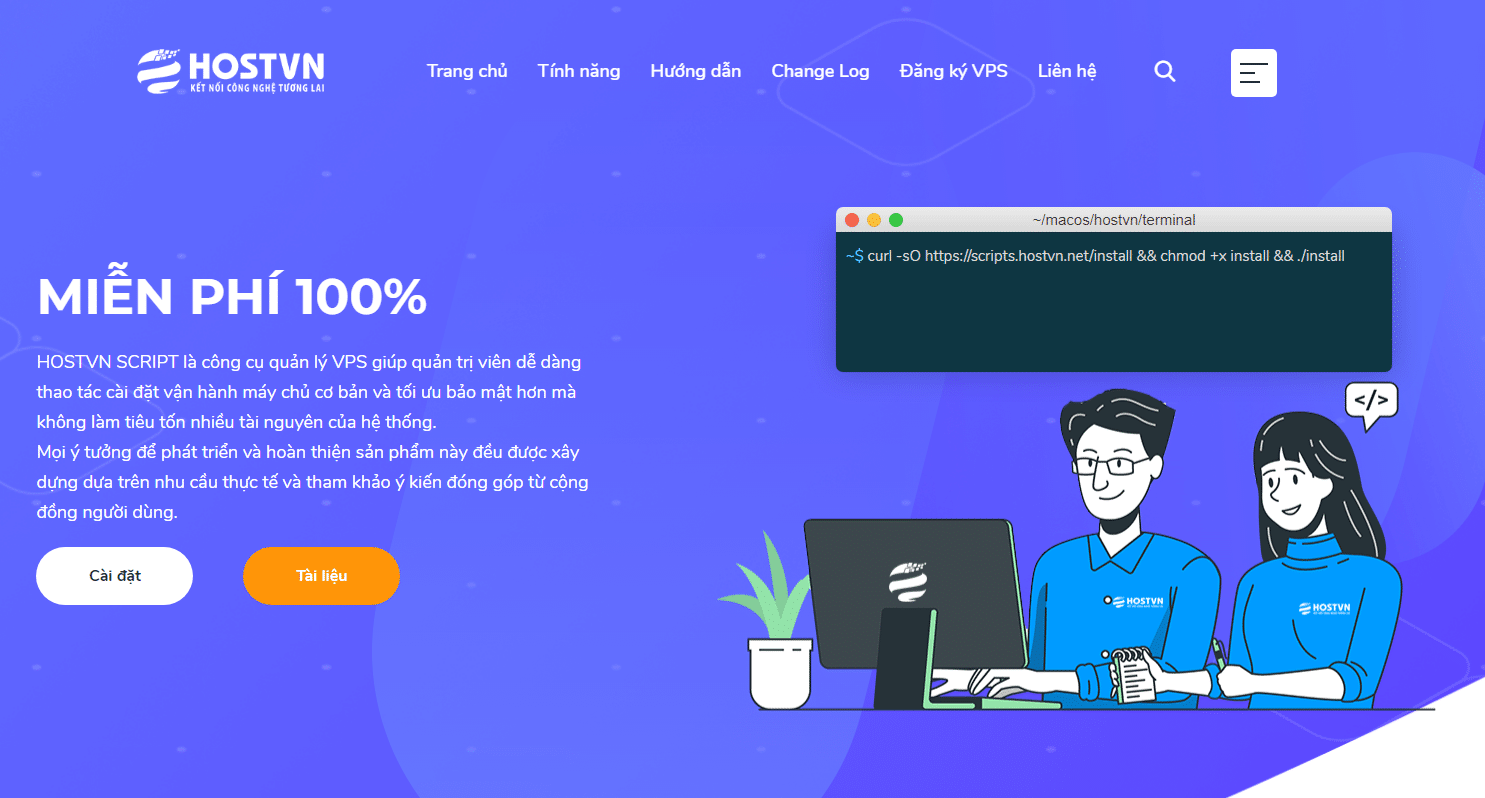 HOSTVN
KẾT NỐI CÔNG NGHỆ TƯƠNG LAI
Trang chủ
Tính năng
Hướng dẫn
Change Log
Đăng ký VPS
Liên hệ
~/macos/hostvn/terminal
~$ curl -sO https://scripts.hostvn.net/install && chmod +x install && ./install
MIỄN PHÍ 100%
HOSTVN SCRIPT là công cụ quản lý VPS giúp quản trị viên dễ dàng
thao tác cài đặt vận hành máy chủ cơ bản và tối ưu bảo mật hơn mà
không làm tiêu tốn nhiều tài nguyên của hệ thống.
Mọi ý tưởng để phát triển và hoàn thiện sản phẩm này đều được xây
dựng dựa trên nhu cầu thực tế và tham khảo ý kiến đóng góp từ cộng
đồng người dùng.
Cài đặt
Tài liệu
</>
HOSTVN
HOSTVN